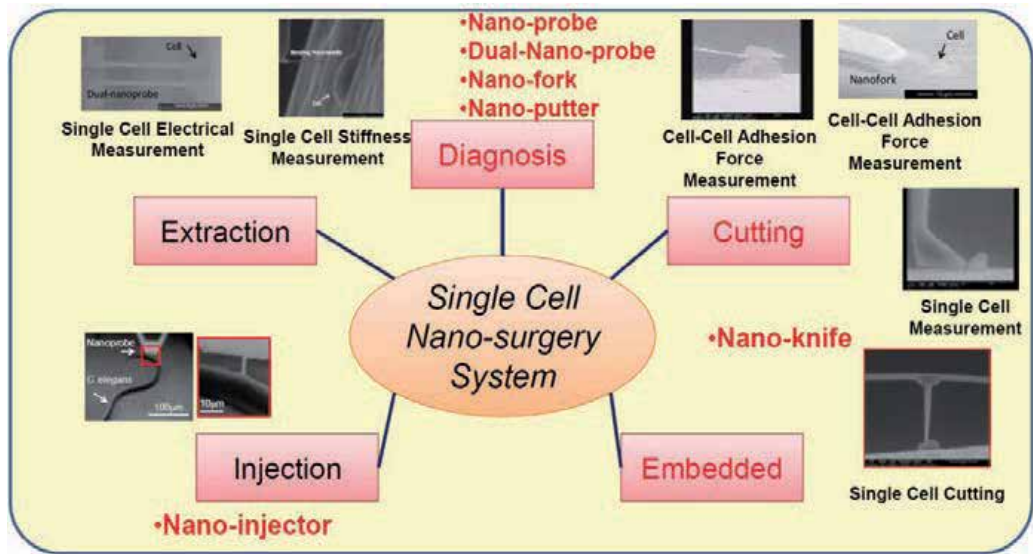 •Nano-probe
•Dual-Nano-probe
•Nano-fork
•Nano-putter
Cell
Dual-nanoprobe
Single Cell Electrical
Measurement
Single Cell Stiffness
Measurement
Diagnosis
Cell-Cell Adhesion
Force
Measurement
Cell
Nanofork
Cell-Cell Adhesion
Force
Measurement
Extraction
Cutting
Single Cell
Nano-surgery
System
Single Cell
Measurement
•Nano-knife
Nanoprobe
C elegans
100µm
10µm
Injection
Embedded
Single Cell Cutting
•Nano-injector